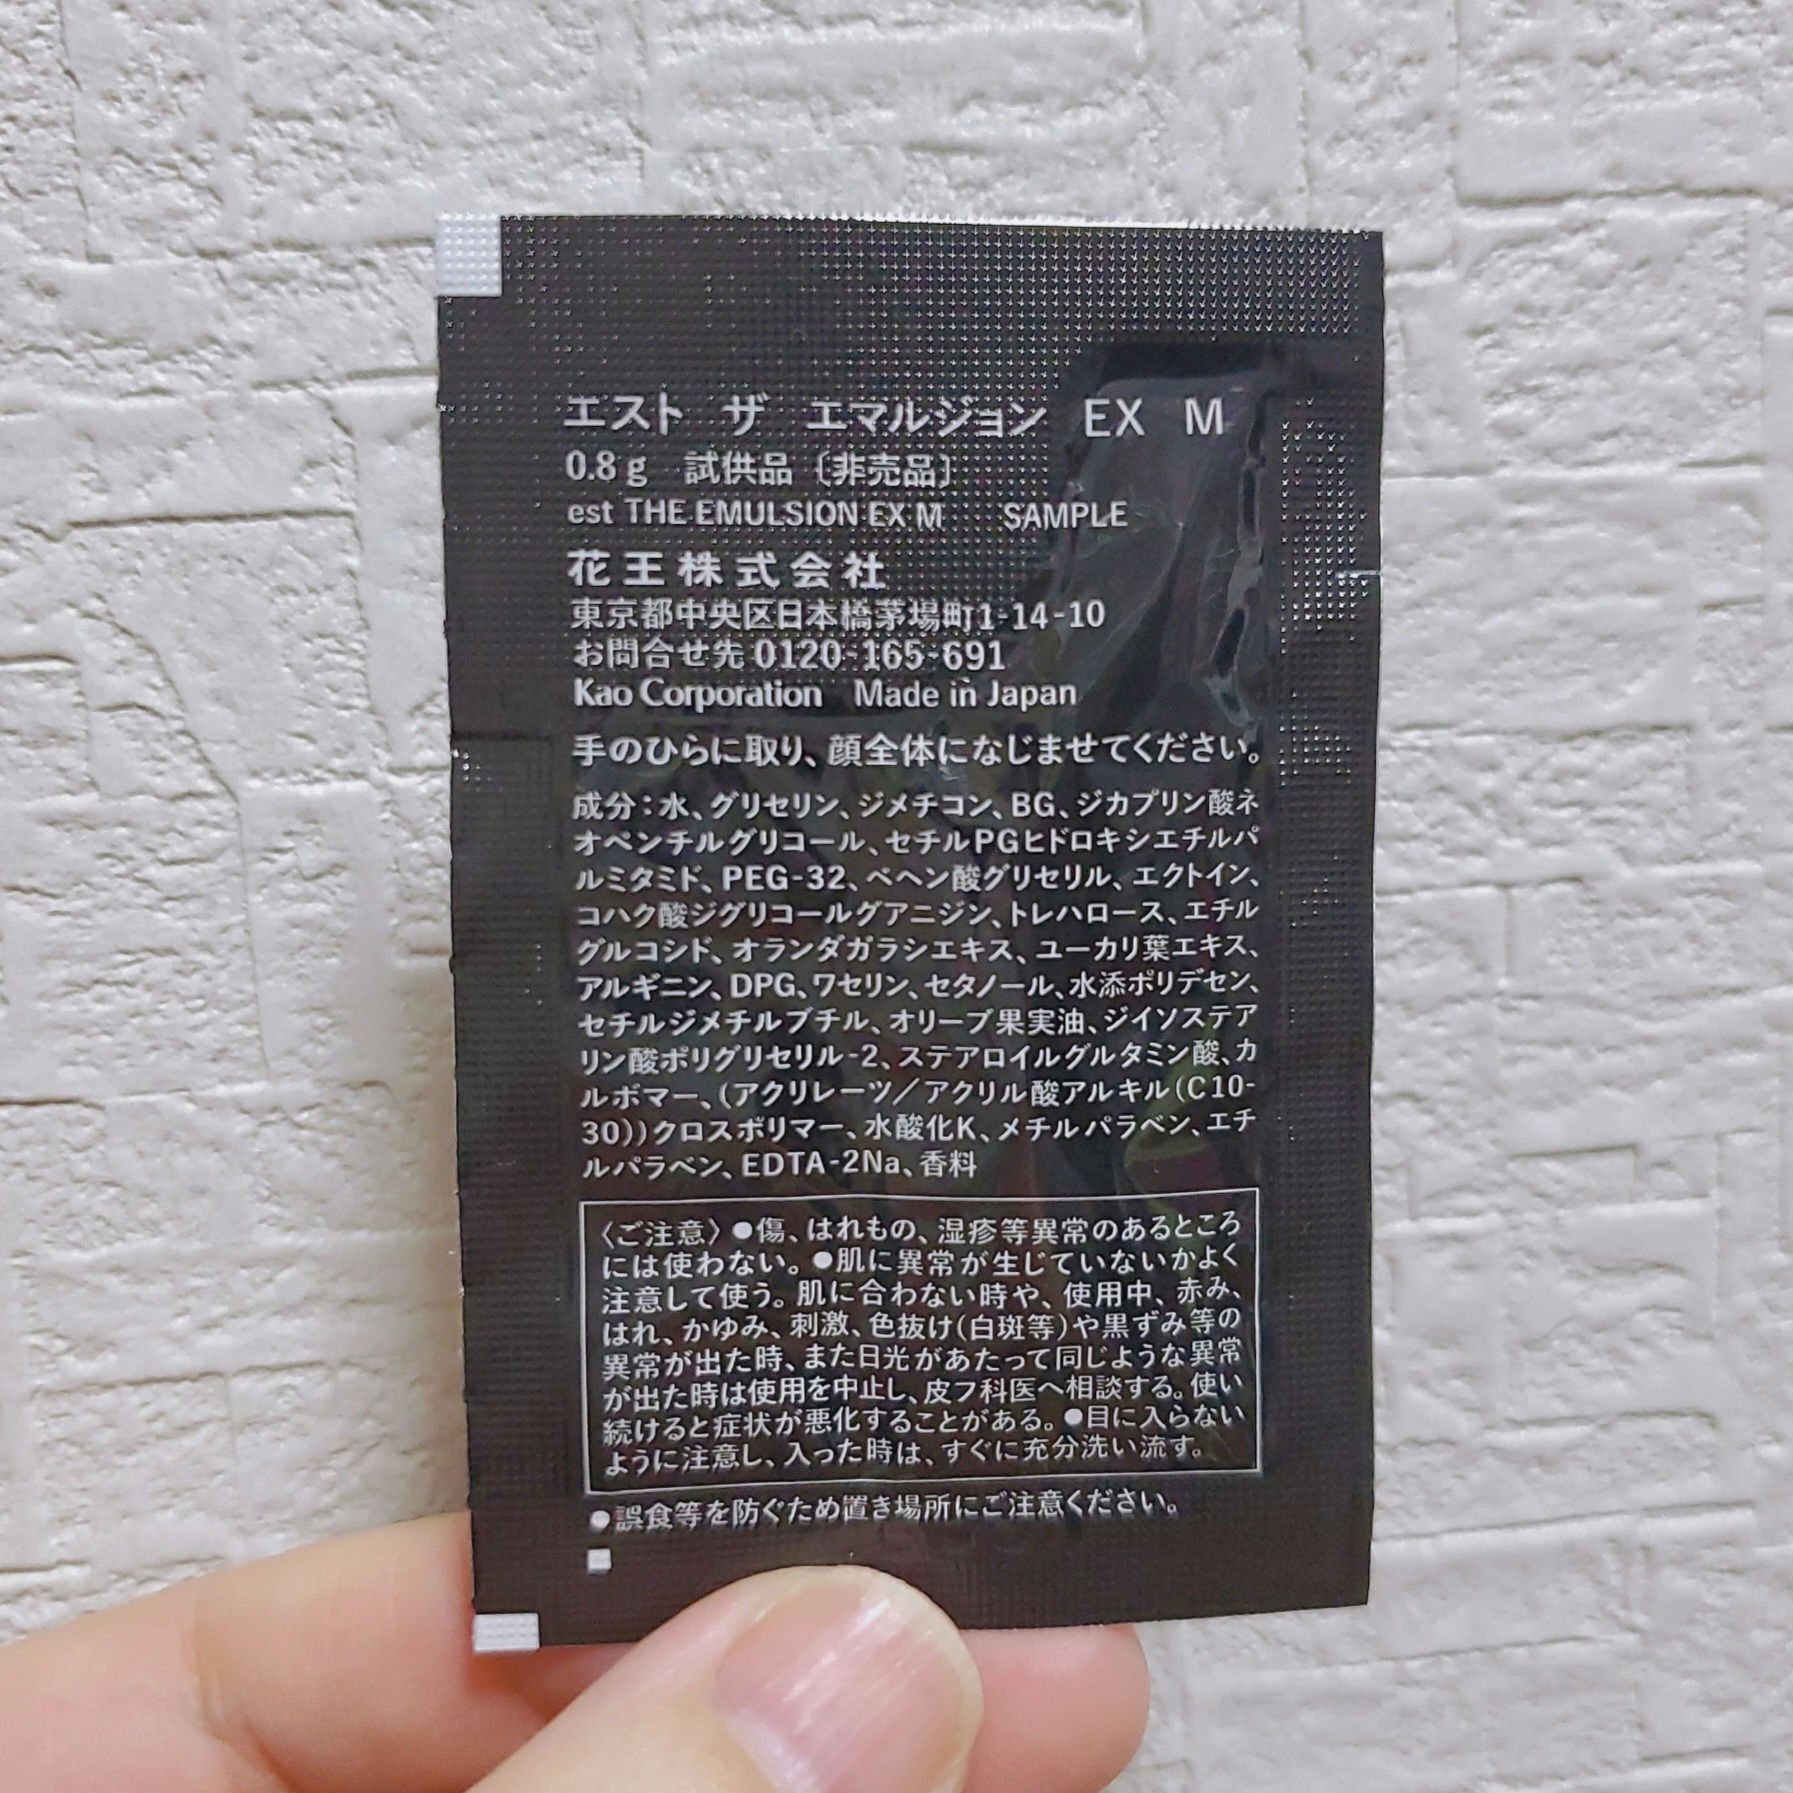 エスト ザ エマルジョン EX M
0.8g 試供品〔非売品〕
est THE EMULSION EX M SAMPLE
花王株式会社
東京都中央区日本橋茅場町1-14-10
お問合せ先 0120-165-691
Kao Corporation Made in Japan
手のひらに取り、顔全体になじませてください。
成分:水、グリセリン、ジメチコン、BG、ジカプリン酸ネ
オペンチルグリコール、セチルPGヒドロキシエチルパ
ルミタミド、PEG-32、ベヘン酸グリセリル、エクトイン、
コハク酸ジグリコールグアニジン、トレハロース、エチル
グルコシド、オランダガラシエキス、ユーカリ葉エキス、
アルギニン、DPG、ワセリン、セタノール、水添ポリデセン、
セチルジメチルブチル、オリーブ果実油、ジイソステア
リン酸ポリグリセリル-2、ステアロイルグルタミン酸、カ
ルボマー、(アクリレーツ/アクリル酸アルキル(C10-
30))クロスポリマー、水酸化K、メチルパラベン、エチ
ルパラベン、EDTA-2Na、香料
〈ご注意〉●傷、はれもの、湿疹等異常のあるところ
には使わない。●肌に異常が生じていないかよく
注意して使う。肌に合わない時や、使用中、赤み、
はれ、かゆみ、刺激、色抜け(白斑等)や黒ずみ等の
異常が出た時、また日光があたって同じような異常
が出た時は使用を中止し、皮フ科医へ相談する。使い
続けると症状が悪化することがある。●目に入らない
ように注意し、入った時は、すぐに充分洗い流す。
●誤食等を防ぐため置き場所にご注意ください。